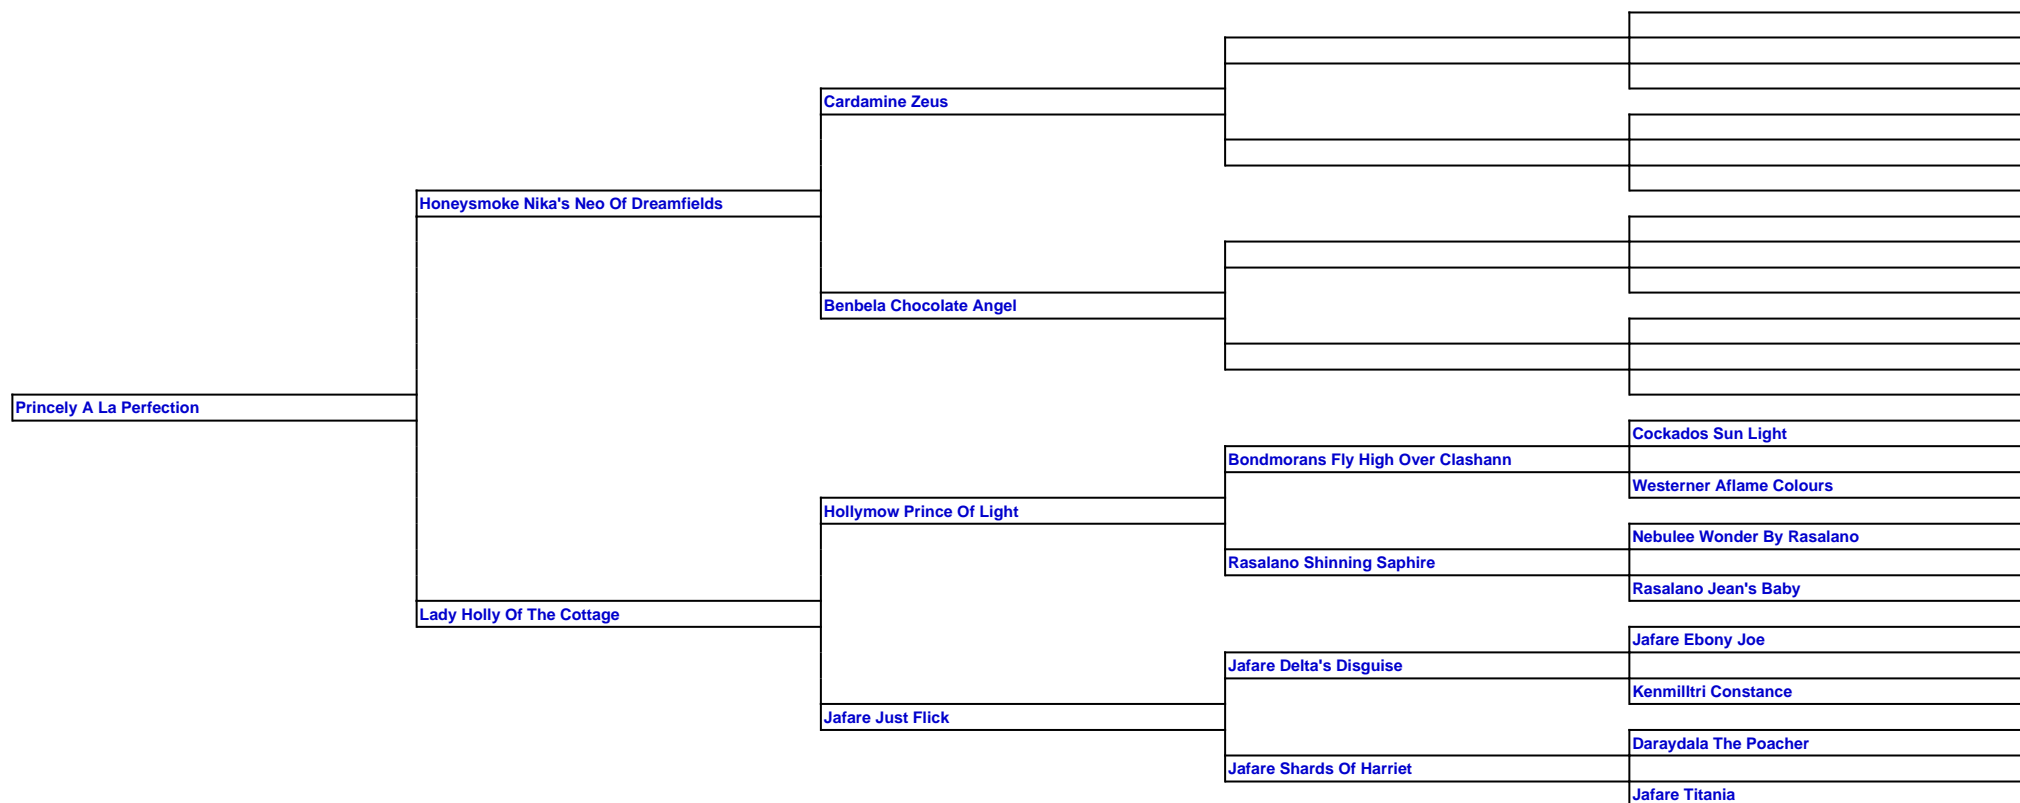 Cardamine Zeus
Honeysmoke Nika's Neo Of Dreamfields
Benbela Chocolate Angel
Princely A La Perfection
Cockados Sun Light
Bondmorans Fly High Over Clashann
Westerner Aflame Colours
Hollymow Prince Of Light
Nebulee Wonder By Rasalano
Rasalano Shinning Saphire
Rasalano Jean's Baby
Lady Holly Of The Cottage
Jafare Ebony Joe
Jafare Delta's Disguise
Kenmilltri Constance
Jafare Just Flick
Daraydala The Poacher
Jafare Shards Of Harriet
Jafare Titania